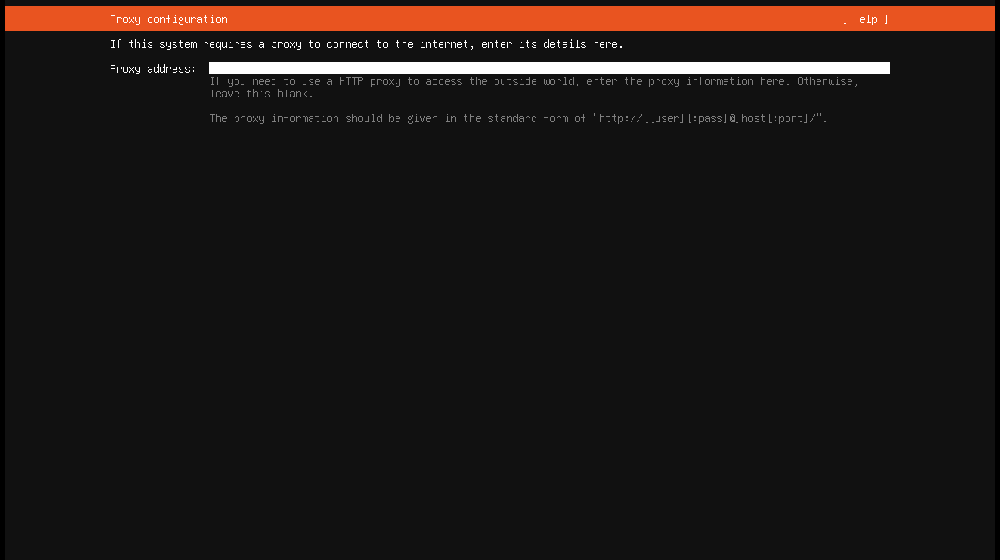 Proxy configuration [ Help ]
If this system requires a proxy to connect to the internet, enter its details here.
Proxy address:
If you need to use a HTTP proxy to access the outside world, enter the proxy information here. Otherwise,
leave this blank.
The proxy information should be given in the standard form of "http://[[user][:pass]@]host[:port]/".